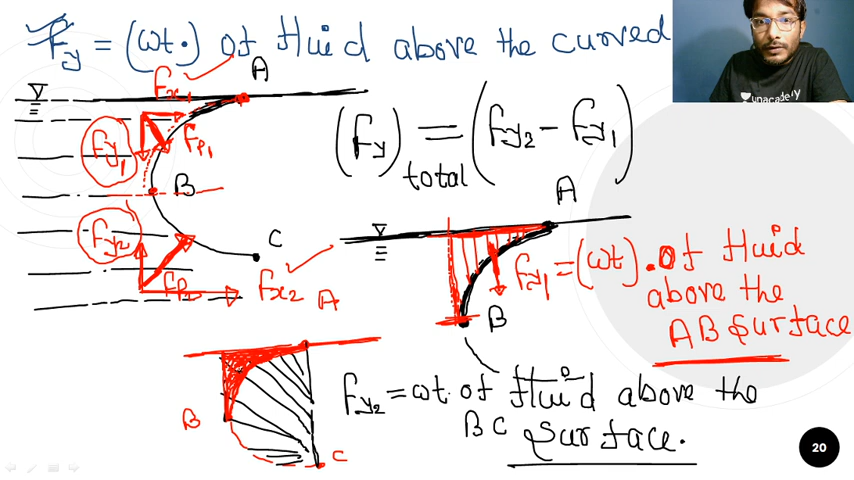 Fy = (wt.) of fluid above the curved
unacademy
A
Fx1
Fy1
FP1
B
Fy2
C
FP2
Fx2
(Fy) total = (Fy2 - Fy1)
A
A
B
Fy1 = (wt) . of fluid
above the
AB surface
B
C
Fy2 = wt. of fluid above the
BC surface.
20